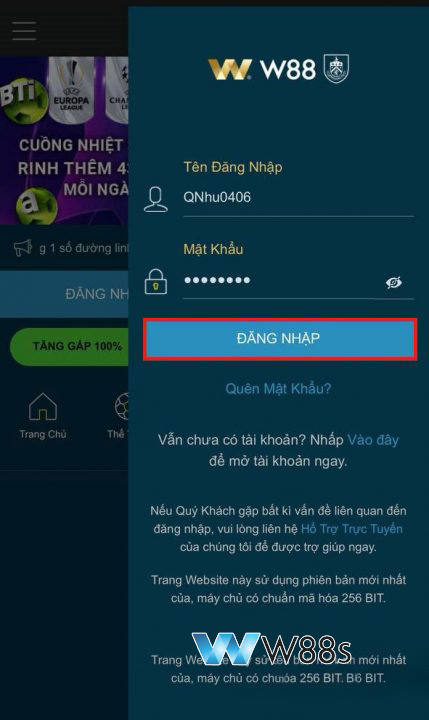 W88
BTi
EUROPA
LEAGUE
CHA
CUỒNG NHIỆT
RINH THÊM 4
MỖI NGÀ
a
g 1 số đường lin
ĐĂNG NH
TĂNG GẤP 100%
Trang Chủ
Thể
Tên Đăng Nhập
QNhu0406
Mật Khẩu
••••••••
ĐĂNG NHẬP
Quên Mật Khẩu?
Vẫn chưa có tài khoản? Nhấp Vào đây
để mở tài khoản ngay.
Nếu Quý Khách gặp bất kì vấn đề liên quan đến
đăng nhập, vui lòng liên hệ Hỗ Trợ Trực Tuyến
của chúng tôi để được trợ giúp ngay.
Trang Website này sử dụng phiên bản mới nhất
của, máy chủ có chuẩn mã hóa 256 BIT.
W88s
Trang We
mới nhất
của, máy chủ có
256 BIT. B6 BIT.